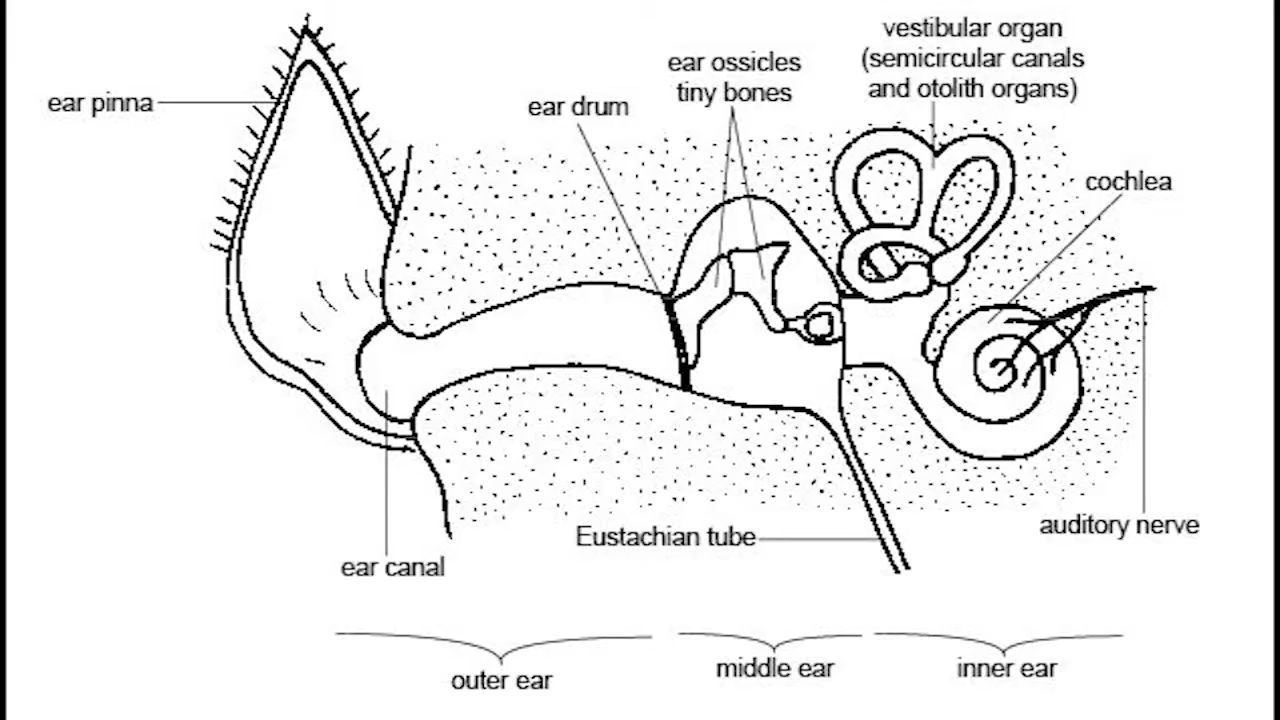 vestibular organ
(semicircular canals
and otolith organs)
ear ossicles
tiny bones
ear pinna
ear drum
cochlea
auditory nerve
Eustachian tube
ear canal
outer ear
middle ear
inner ear